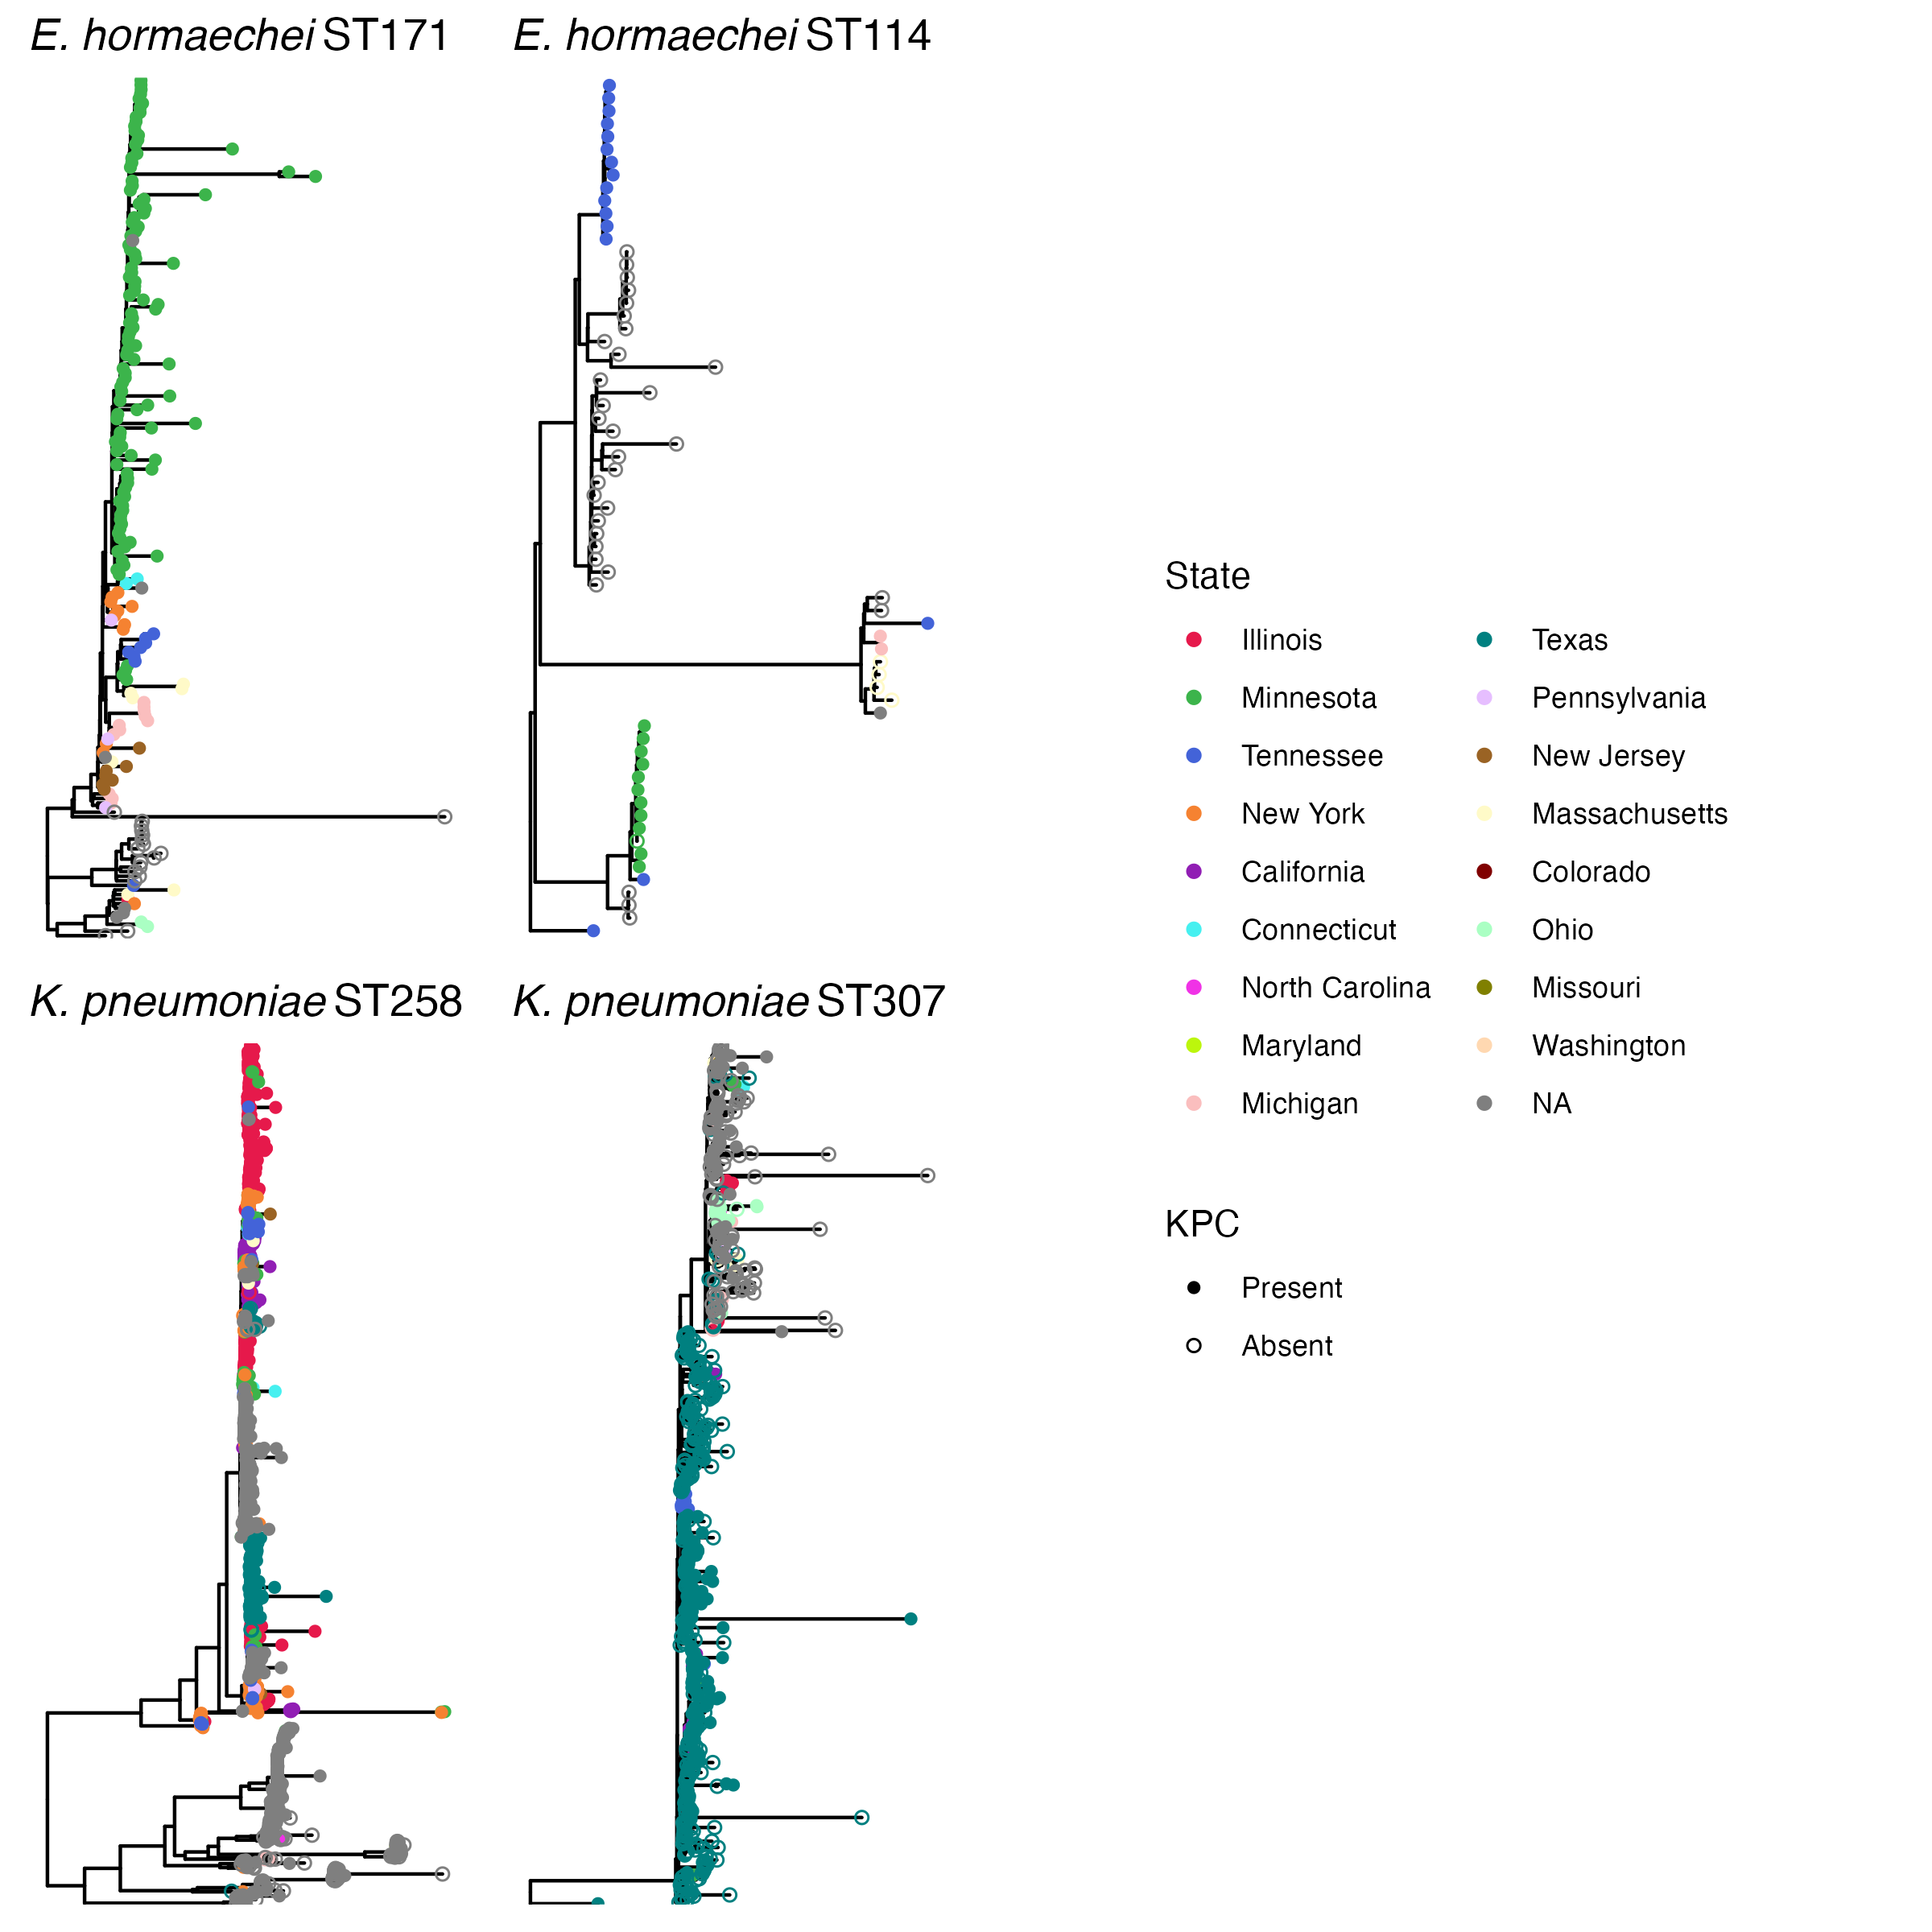 E. hormaechei ST171
E. hormaechei ST114
K. pneumoniae ST258
K. pneumoniae ST307
State
Illinois
Minnesota
Tennessee
New York
California
Connecticut
North Carolina
Maryland
Michigan
Texas
Pennsylvania
New Jersey
Massachusetts
Colorado
Ohio
Missouri
Washington
NA
KPC
Present
Absent